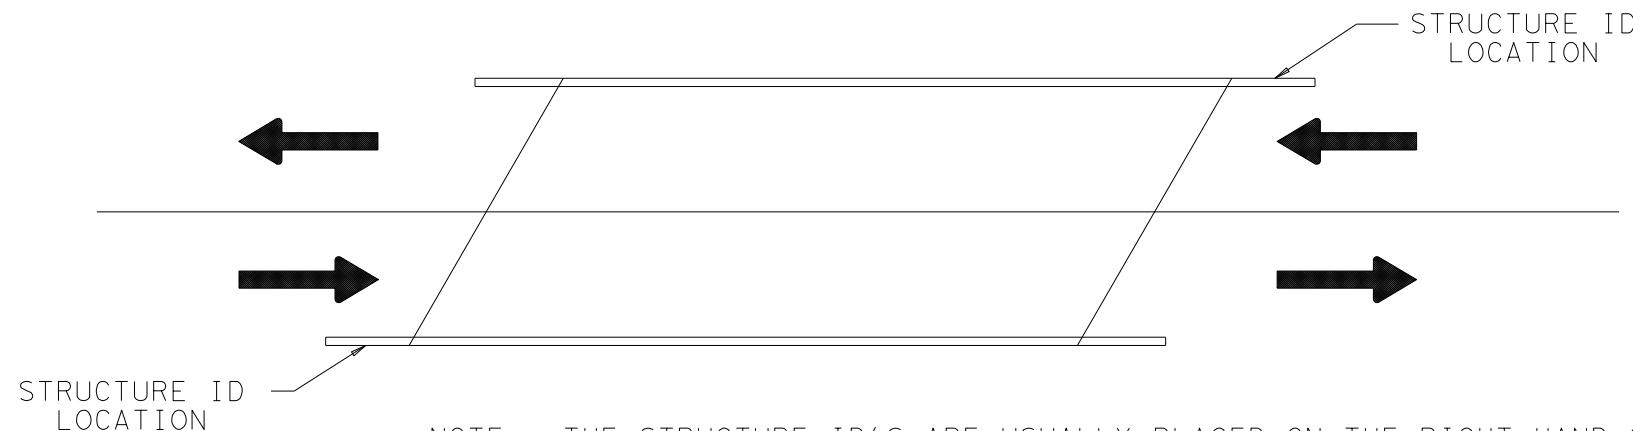 STRUCTURE ID
LOCATION
STRUCTURE ID
LOCATION
NOTE THE STRUCTURE ID'S ARE USUALLY PLACED ON THE RIGHT HAND